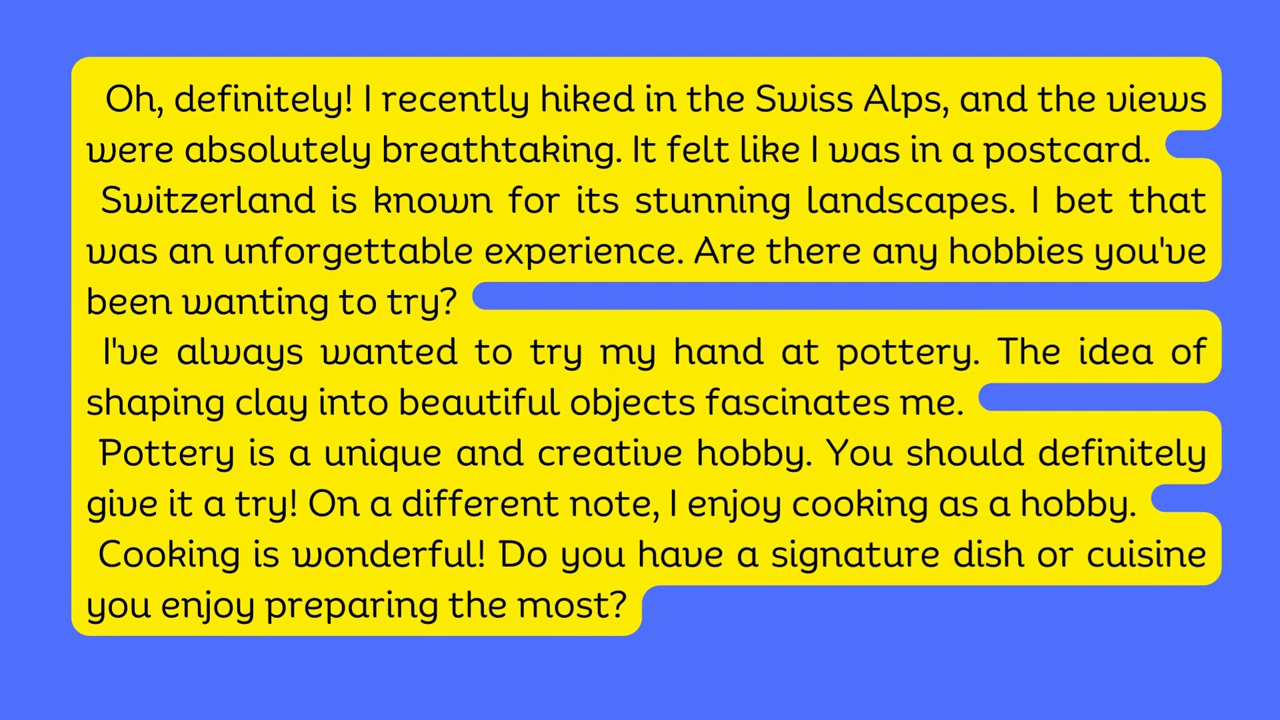 Oh, definitely! I recently hiked in the Swiss Alps, and the views
were absolutely breathtaking. It felt like I was in a postcard.
Switzerland is known for its stunning landscapes. I bet that
was an unforgettable experience. Are there any hobbies you've
been wanting to try?
I've always wanted to try my hand at pottery. The idea of
shaping clay into beautiful objects fascinates me.
Pottery is a unique and creative hobby. You should definitely
give it a try! On a different note, I enjoy cooking as a hobby.
Cooking is wonderful! Do you have a signature dish or cuisine
you enjoy preparing the most?